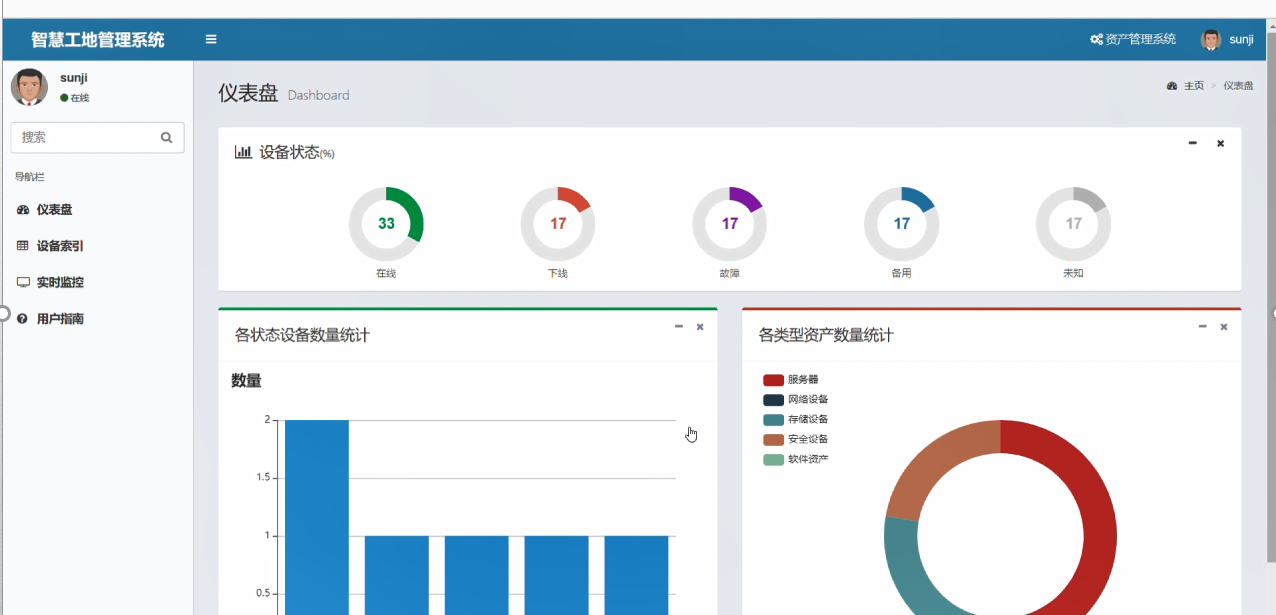 智慧工地管理系统
资产管理系统 sunji
sunji
在线
搜索
导航栏
仪表盘
设备索引
实时监控
用户指南
仪表盘 Dashboard
主页 > 仪表盘
设备状态(%)
33 17 17 17 17
在线 下线 故障 备用 未知
各状态设备数量统计
数量
2
1.5
1
0.5
各类型资产数量统计
服务器
网络设备
存储设备
安全设备
软件资产